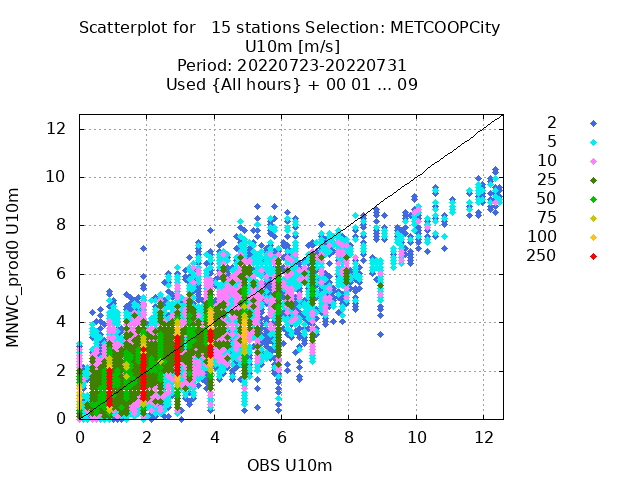 Scatterplot for   15 stations Selection: METCOOPCity
U10m [m/s]
Period: 20220723-20220731
Used {All hours} + 00 01 ... 09
MNWC_prod0 U10m
12
10
8
6
4
2
0
0 2 4 6 8 10 12
OBS U10m
2
5
10
25
50
75
100
250